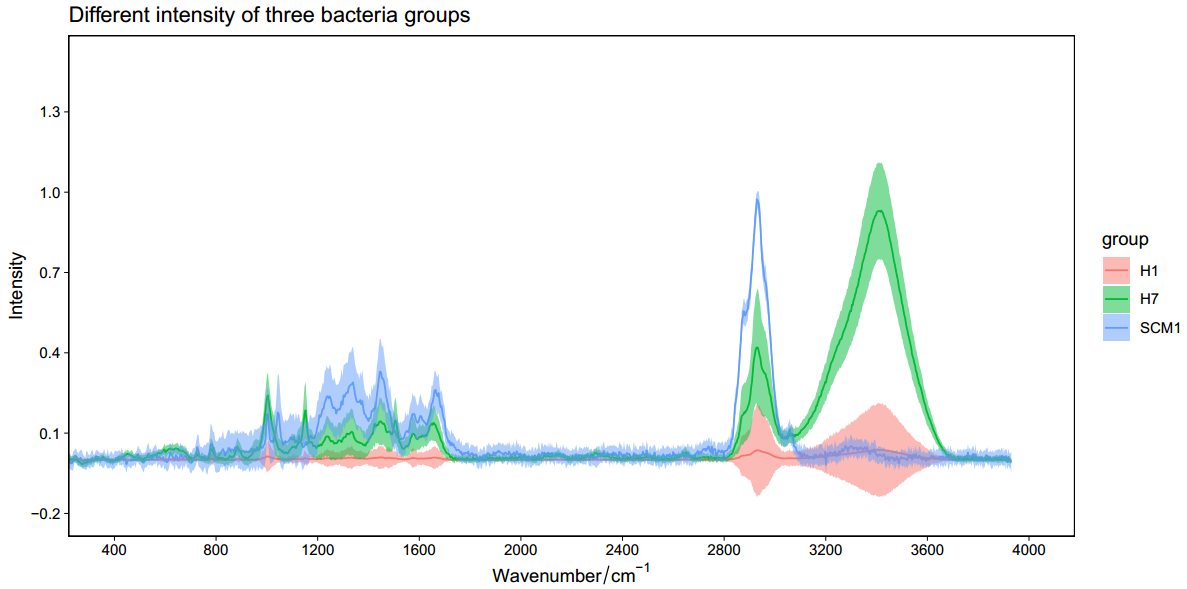 Different intensity of three bacteria groups
Intensity
1.3
1.0
0.7
0.4
0.1
−0.2
400 800 1200 1600 2000 2400 2800 3200 3600 4000
Wavenumber/cm⁻¹
group
H1
H7
SCM1